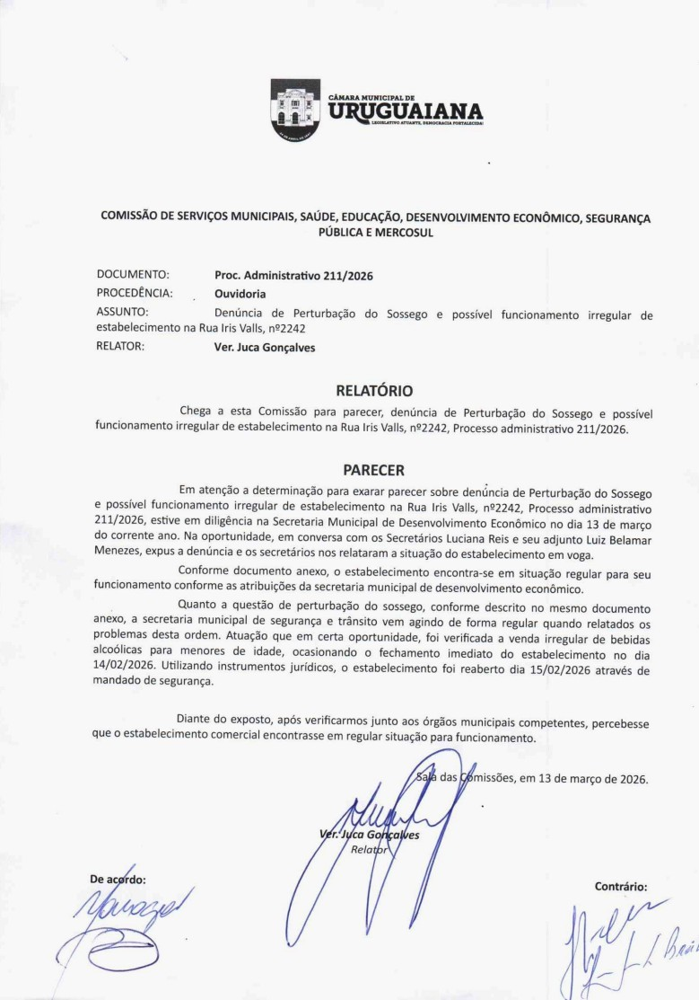 CÂMARA MUNICIPAL DE
URUGUAIANA
LEGISLATIVO ATUANTE, DEMOCRACIA FORTALECIDA!
COMISSÃO DE SERVIÇOS MUNICIPAIS, SAÚDE, EDUCAÇÃO, DESENVOLVIMENTO ECONÔMICO, SEGURANÇA
PÚBLICA E MERCOSUL
DOCUMENTO: Proc. Administrativo 211/2026
PROCEDÊNCIA: Ouvidoria
ASSUNTO: Denúncia de Perturbação do Sossego e possível funcionamento irregular de
estabelecimento na Rua Iris Valls, nº2242
RELATOR: Ver. Juca Gonçalves
RELATÓRIO
Chega a esta Comissão para parecer, denúncia de Perturbação do Sossego e possível
funcionamento irregular de estabelecimento na Rua Iris Valls, nº2242, Processo administrativo 211/2026.
PARECER
Em atenção a determinação para exarar parecer sobre denúncia de Perturbação do Sossego
e possível funcionamento irregular de estabelecimento na Rua Iris Valls, nº2242, Processo administrativo
211/2026, estive em diligência na Secretaria Municipal de Desenvolvimento Econômico no dia 13 de março
do corrente ano. Na oportunidade, em conversa com os Secretários Luciana Reis e seu adjunto Luiz Belamar
Menezes, expus a denúncia e os secretários nos relataram a situação do estabelecimento em voga.
Conforme documento anexo, o estabelecimento encontra-se em situação regular para seu
funcionamento conforme as atribuições da secretaria municipal de desenvolvimento econômico.
Quanto a questão de perturbação do sossego, conforme descrito no mesmo documento
anexo, a secretaria municipal de segurança e trânsito vem agindo de forma regular quando relatados os
problemas desta ordem. Atuação que em certa oportunidade, foi verificada a venda irregular de bebidas
alcoólicas para menores de idade, ocasionando o fechamento imediato do estabelecimento no dia
14/02/2026. Utilizando instrumentos jurídicos, o estabelecimento foi reaberto dia 15/02/2026 através de
mandado de segurança.
Diante do exposto, após verificarmos junto aos órgãos municipais competentes, percebesse
que o estabelecimento comercial encontrasse em regular situação para funcionamento.
Sala das Comissões, em 13 de março de 2026.
Ver. Juca Gonçalves
Relator
De acordo:
Contrário: